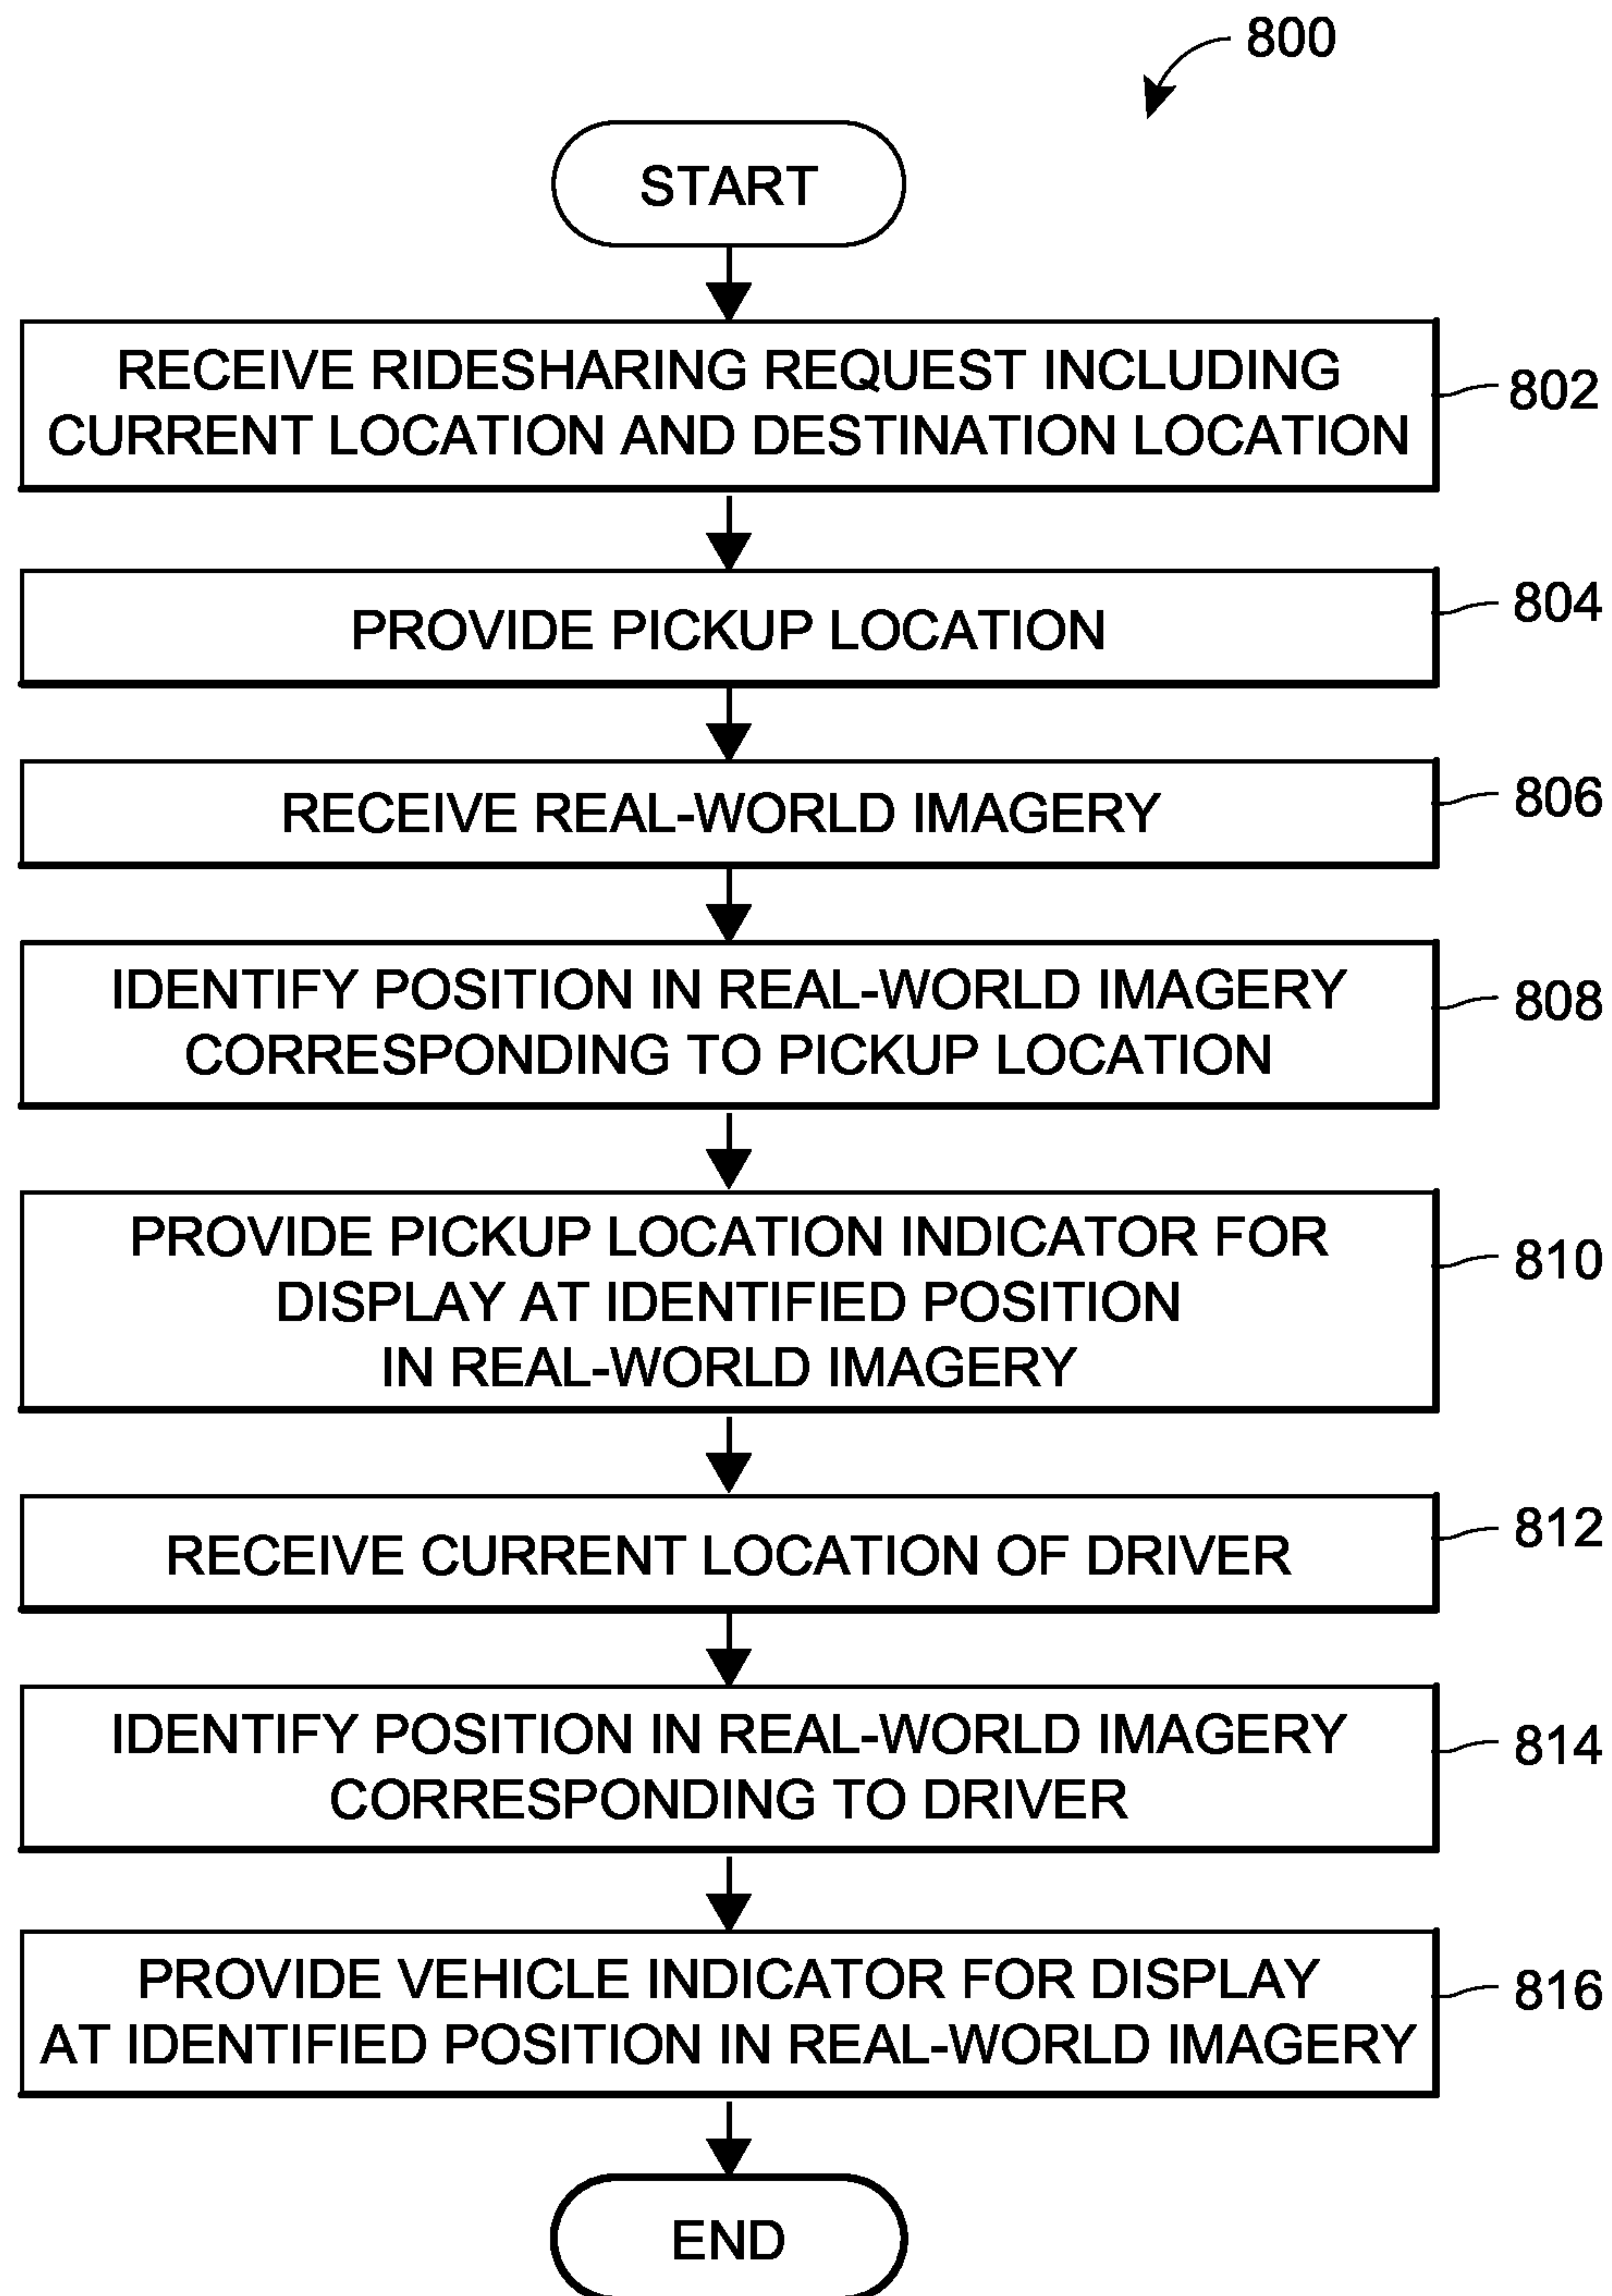 800
START
RECEIVE RIDESHARING REQUEST INCLUDING
CURRENT LOCATION AND DESTINATION LOCATION
802
PROVIDE PICKUP LOCATION
804
RECEIVE REAL-WORLD IMAGERY
806
IDENTIFY POSITION IN REAL-WORLD IMAGERY
CORRESPONDING TO PICKUP LOCATION
808
PROVIDE PICKUP LOCATION INDICATOR FOR
DISPLAY AT IDENTIFIED POSITION
IN REAL-WORLD IMAGERY
810
RECEIVE CURRENT LOCATION OF DRIVER
812
IDENTIFY POSITION IN REAL-WORLD IMAGERY
CORRESPONDING TO DRIVER
814
PROVIDE VEHICLE INDICATOR FOR DISPLAY
AT IDENTIFIED POSITION IN REAL-WORLD IMAGERY
816
END